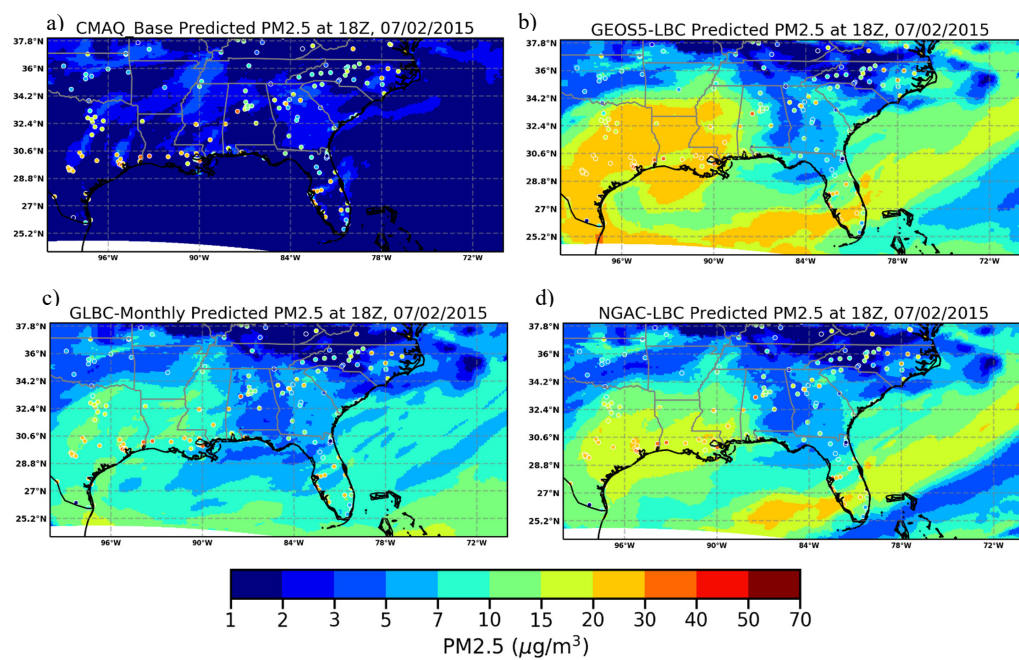 a)
CMAQ_Base Predicted PM2.5 at 18Z, 07/02/2015
37.8°N
36°N
34.2°N
32.4°N
30.6°N
28.8°N
27°N
25.2°N
96°W 90°W 84°W 78°W
b)
GEOS5-LBC Predicted PM2.5 at 18Z, 07/02/2015
37.8°N
36°N
34.2°N
32.4°N
30.6°N
28.8°N
27°N
25.2°N
96°W 90°W 84°W 78°W
c)
GLBC-Monthly Predicted PM2.5 at 18Z, 07/02/2015
37.8°N
36°N
34.2°N
32.4°N
30.6°N
28.8°N
27°N
25.2°N
96°W 90°W 84°W 78°W
d)
NGAC-LBC Predicted PM2.5 at 18Z, 07/02/2015
37.8°N
36°N
34.2°N
32.4°N
30.6°N
28.8°N
27°N
25.2°N
96°W 90°W 84°W 78°W
1 2 3 5 7 10 15 20 30 40 50 70
PM2.5 (μg/m³)